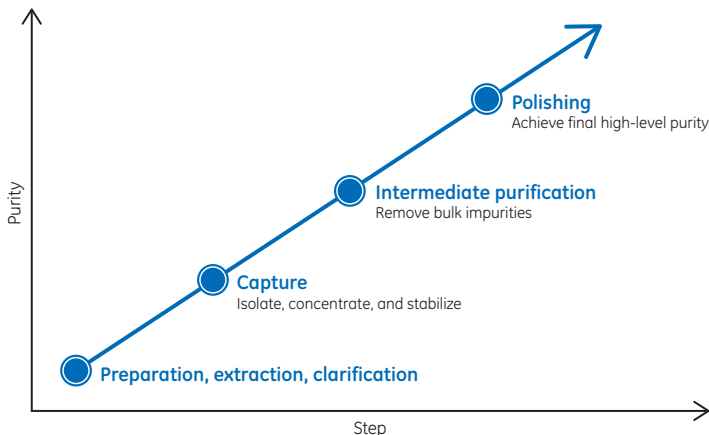 Polishing
Achieve final high-level purity
Intermediate purification
Remove bulk impurities
Purity
Capture
Isolate, concentrate, and stabilize
Preparation, extraction, clarification
Step